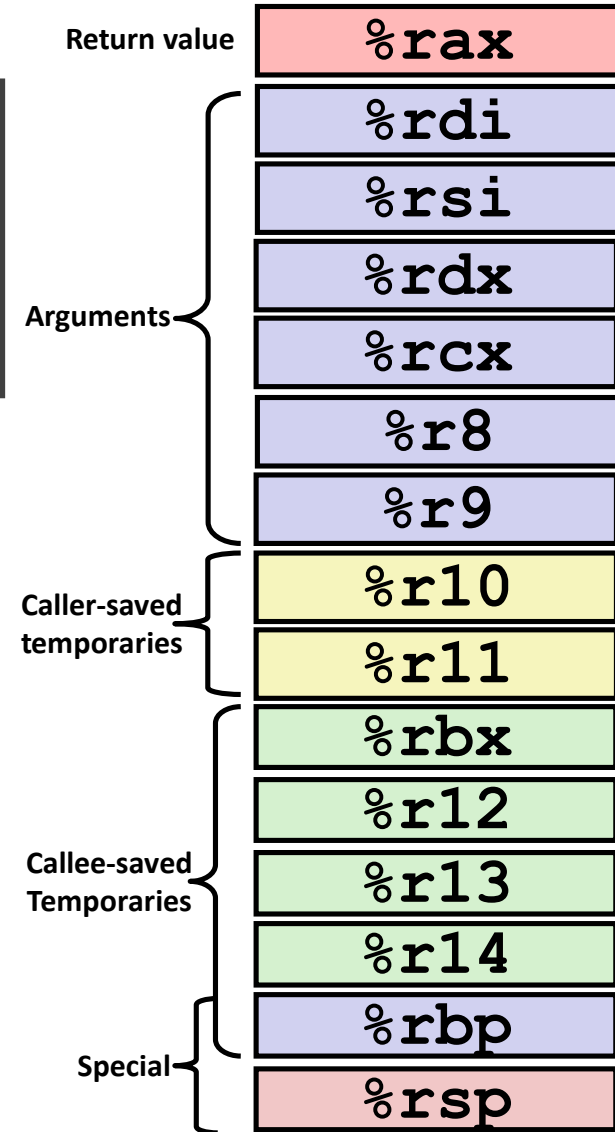 Return value
%rax
Arguments
%rdi
%rsi
%rdx
%rcx
%r8
%r9
Caller-saved
temporaries
%r10
%r11
Callee-saved
Temporaries
%rbx
%r12
%r13
%r14
Special
%rbp
%rsp